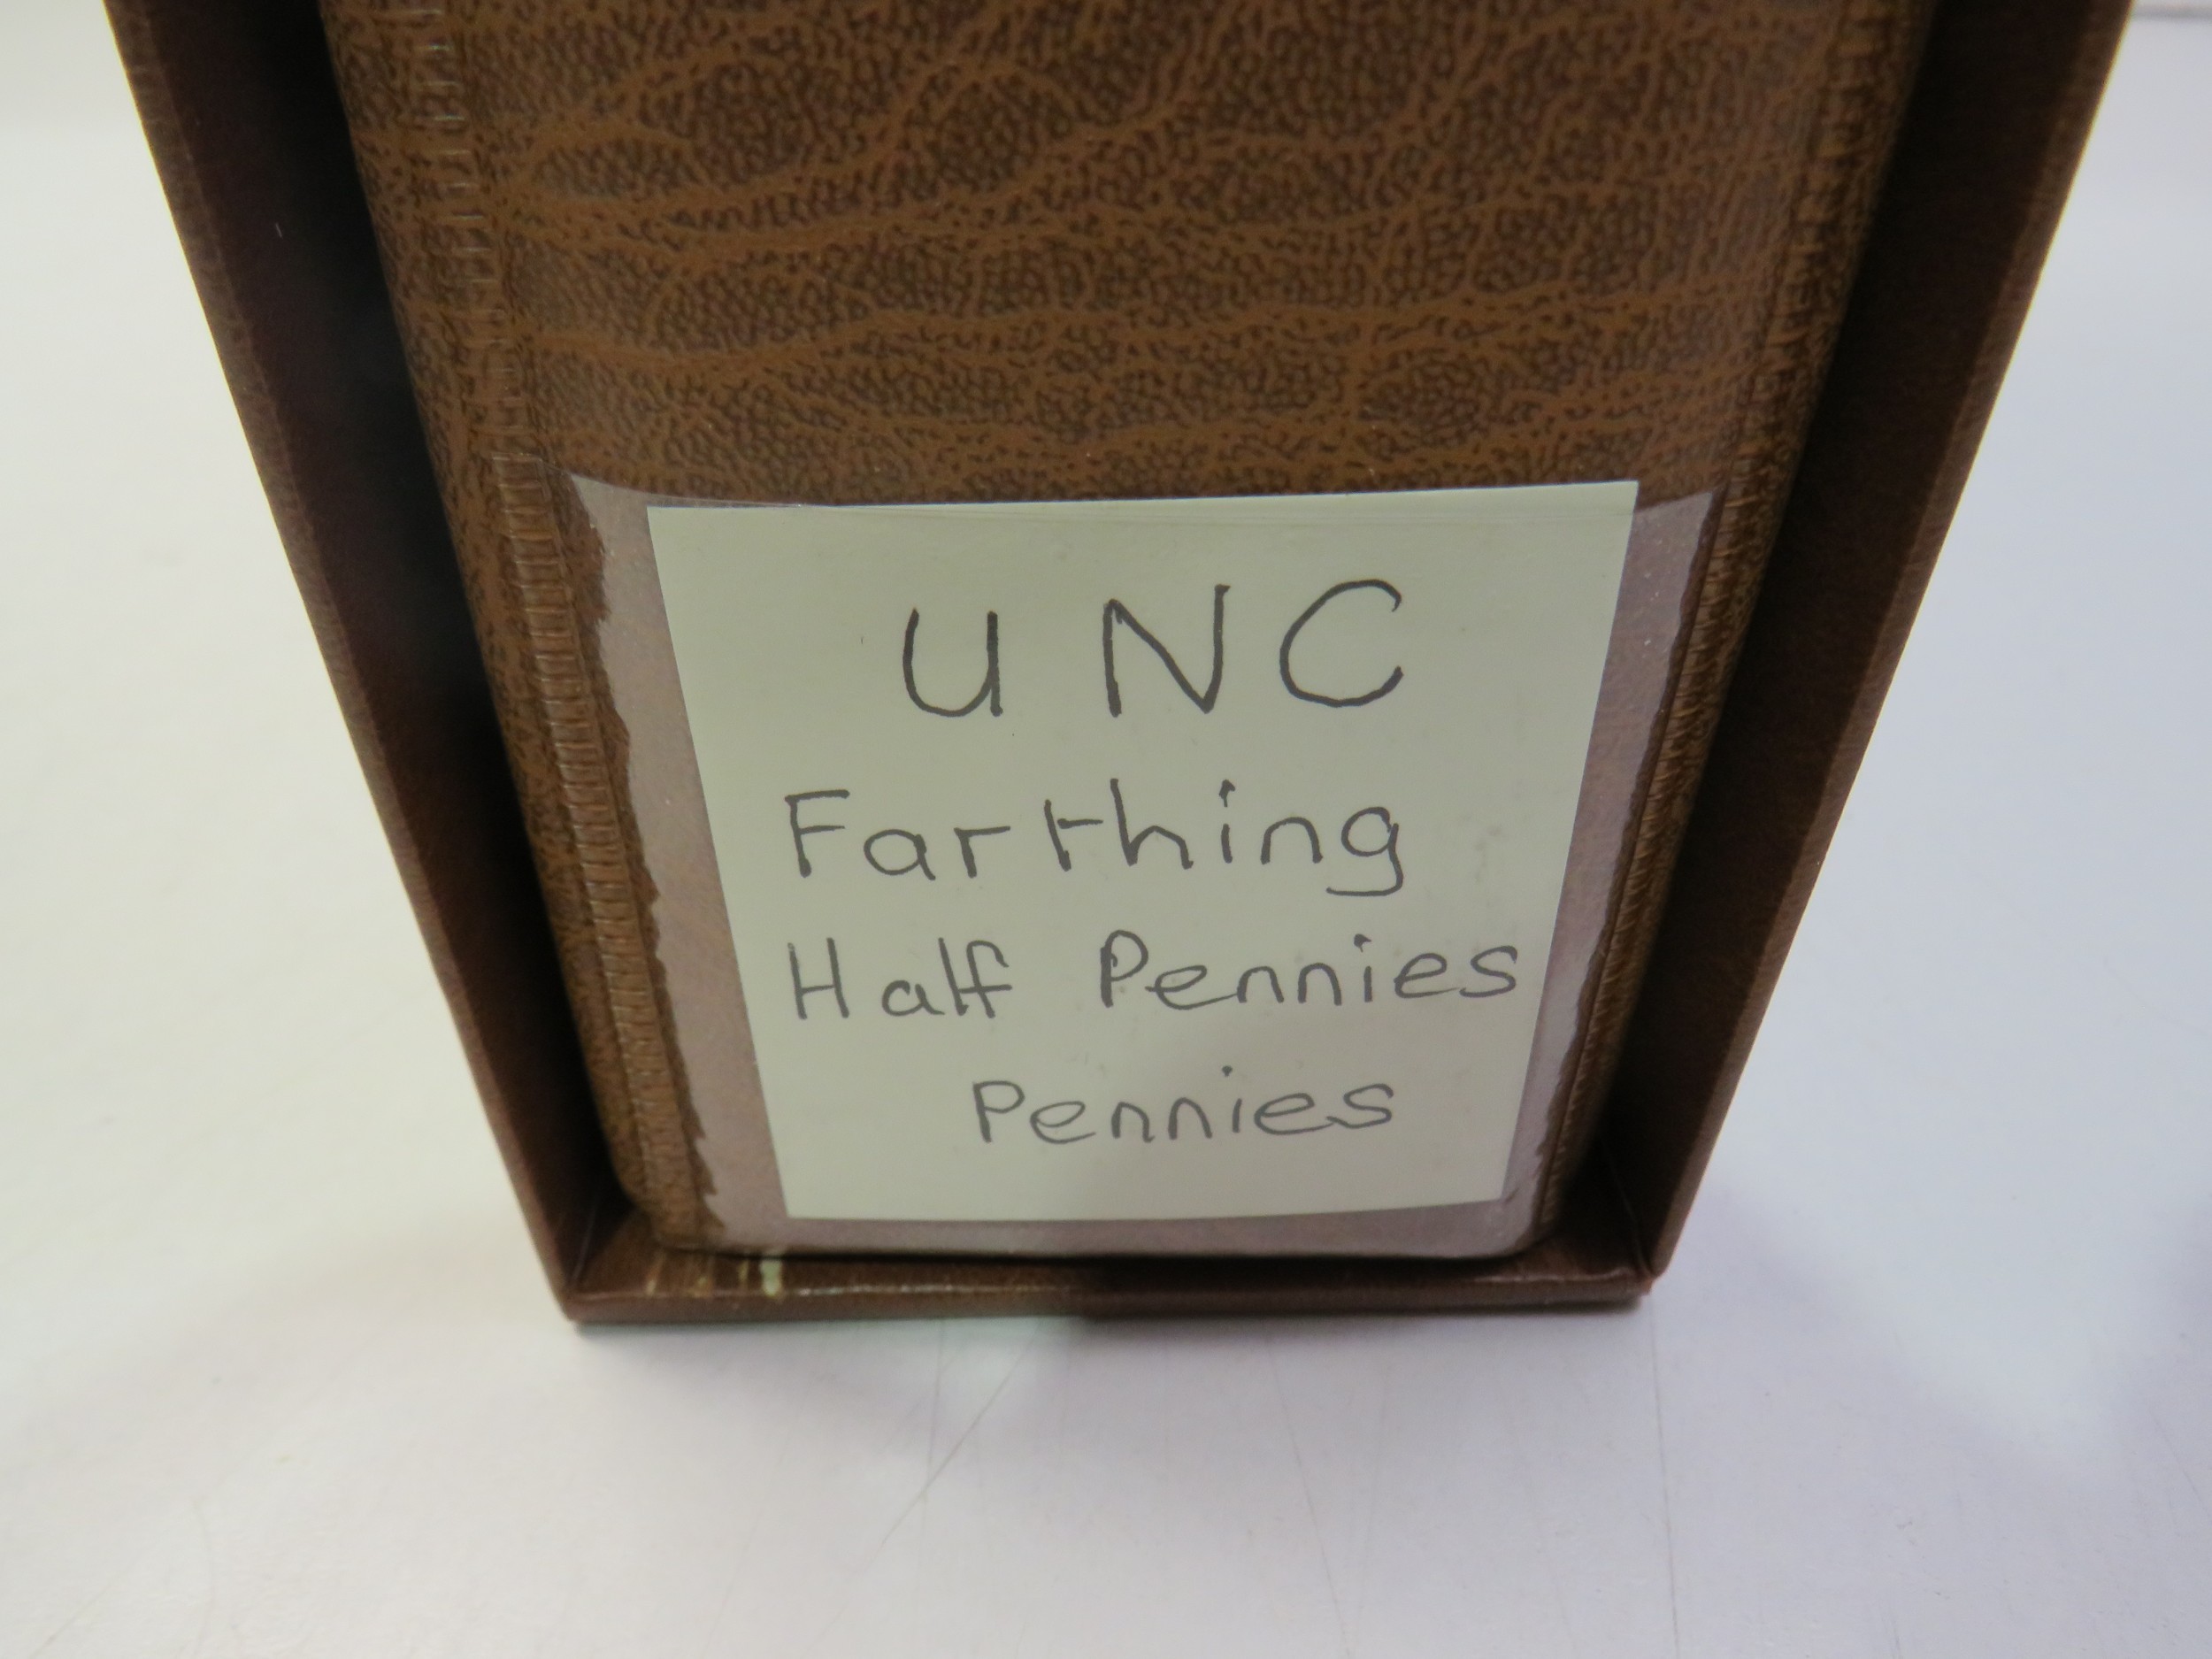 UNC
Farthing
Half Pennies
Pennies